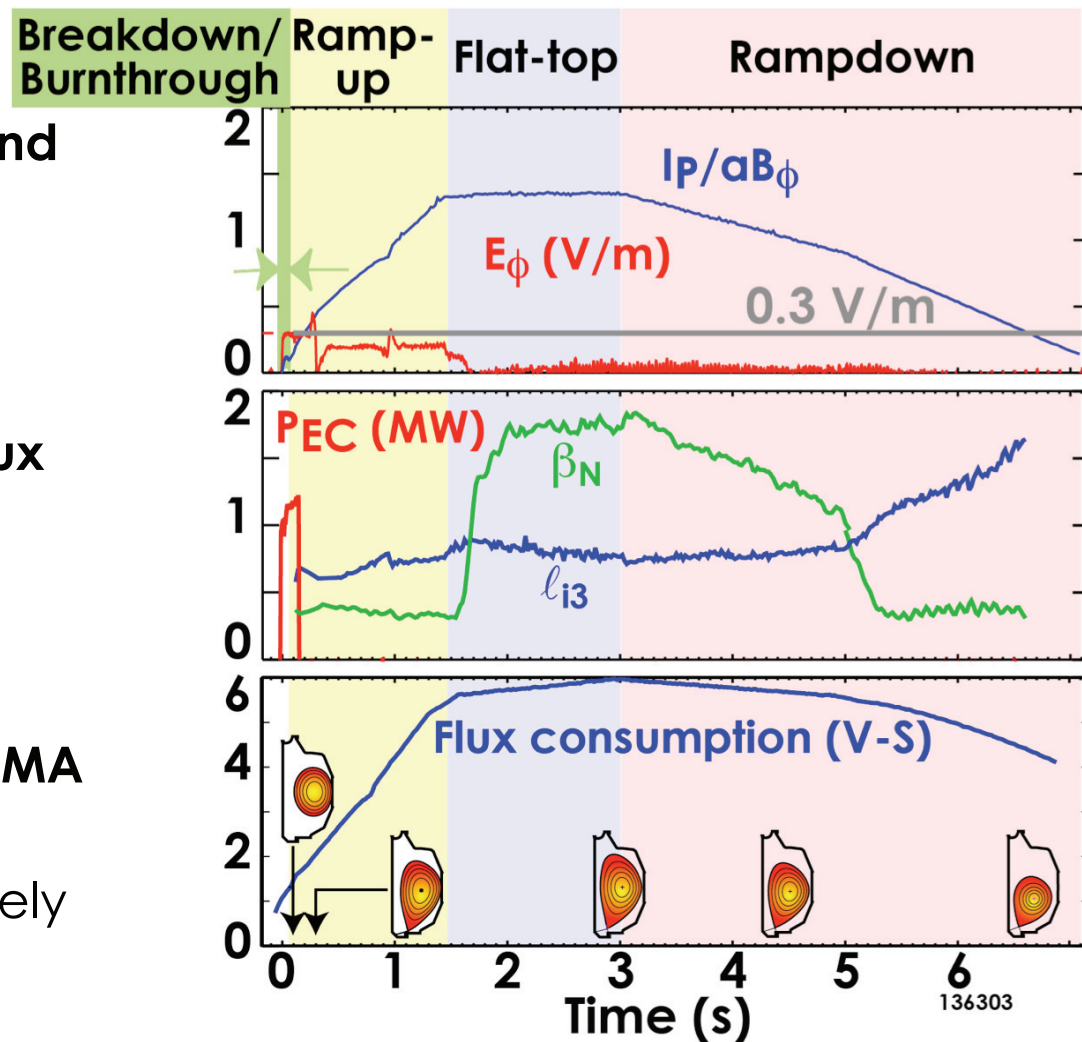 Breakdown/
Burnthrough
Ramp-
up
Flat-top
Rampdown
nd
2
1
0
IP/aBϕ
Eϕ (V/m)
0.3 V/m
ux
2
1
0
PEC (MW)
βN
ℓi3
MA
ely
6
4
2
0
Flux consumption (V-S)
0 1 2 3 4 5 6
Time (s)
136303